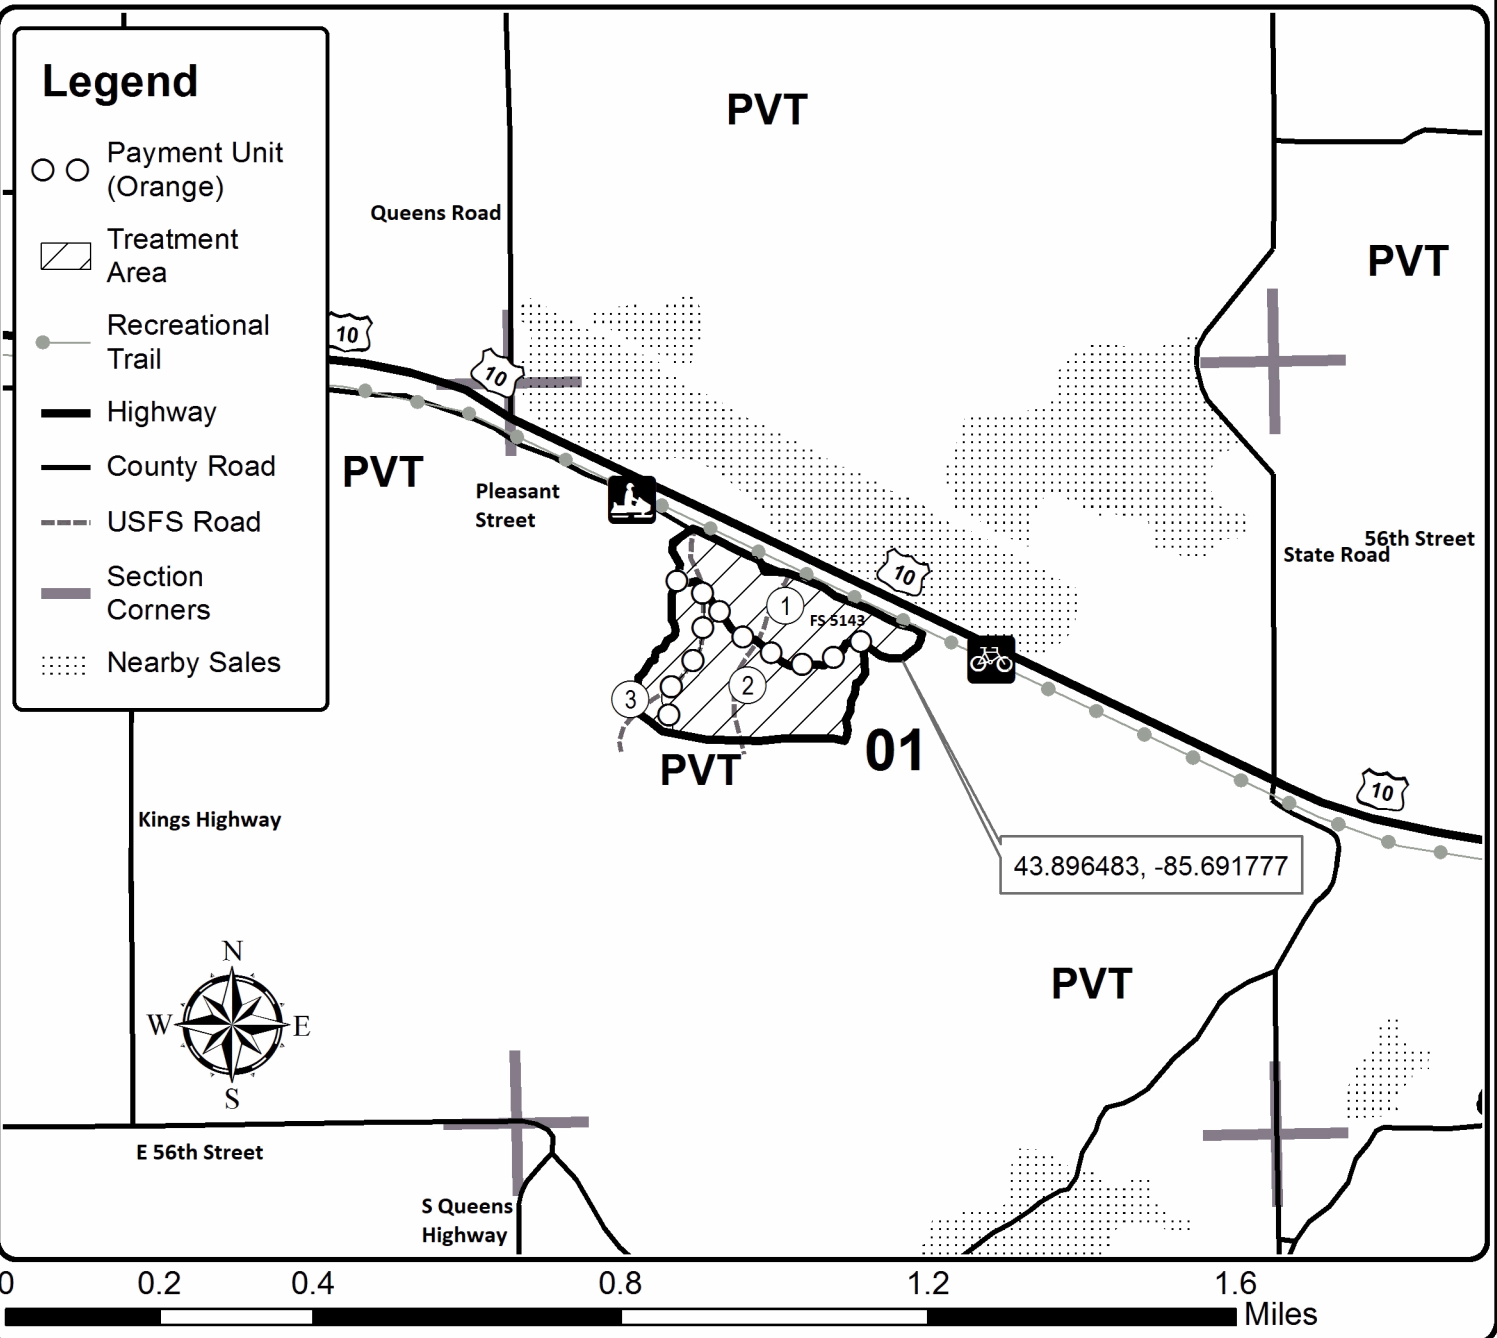 Legend
Payment Unit
(Orange)
Treatment
Area
Recreational
Trail
Highway
County Road
USFS Road
Section
Corners
Nearby Sales
PVT
Queens Road
PVT
10
10
PVT
Pleasant
Street
56th Street
State Road
10
1
FS 5143
2
3
01
PVT
10
Kings Highway
43.896483, -85.691777
N
W
E
S
PVT
E 56th Street
S Queens
Highway
0 0.2 0.4 0.8 1.2 1.6
Miles